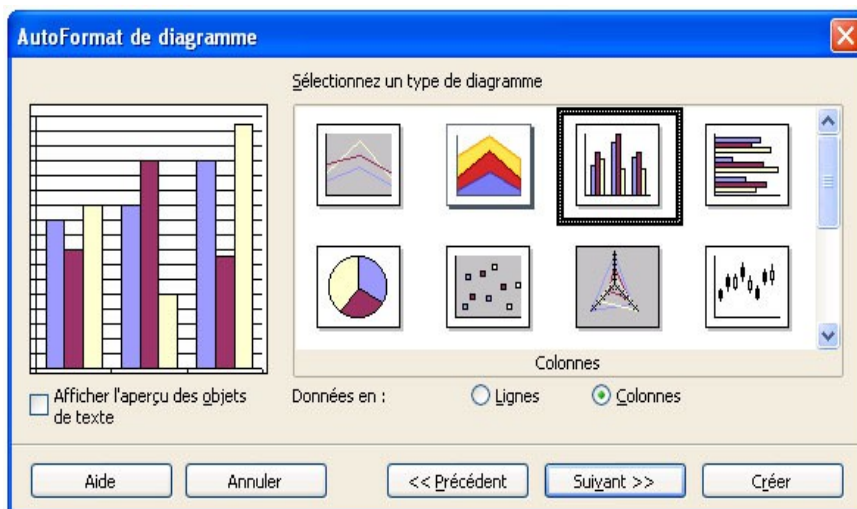 AutoFormat de diagramme
Sélectionnez un type de diagramme
Colonnes
Afficher l'aperçu des objets
de texte
Données en :
Lignes
Colonnes
Aide
Annuler
<< Précédent
Suivant >>
Créer